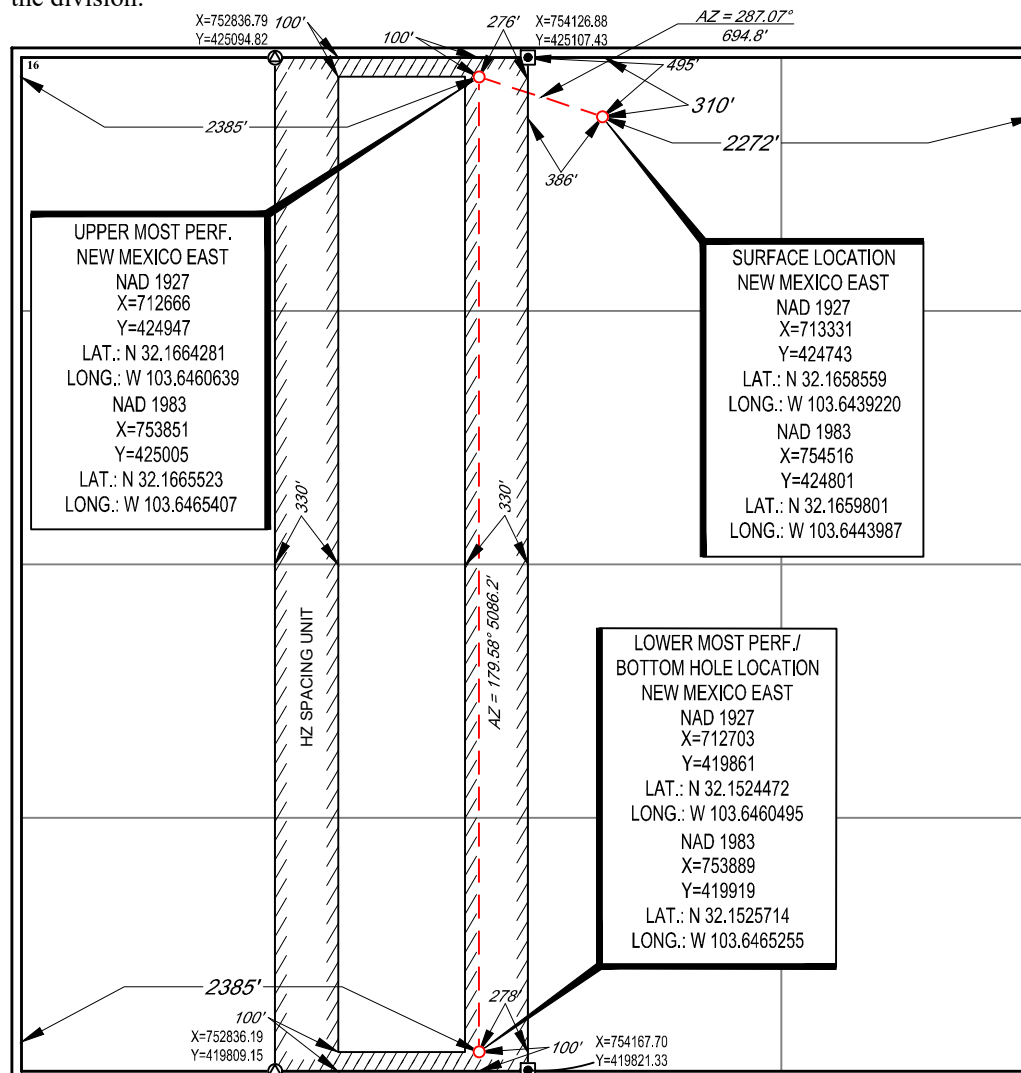 the division.
X=752836.79
Y=425094.82
100'
100'
276'
X=754126.88
Y=425107.43
AZ = 287.07°
694.8'
16
495'
310'
2385'
2272'
386'
UPPER MOST PERF.
NEW MEXICO EAST
NAD 1927
X=712666
Y=424947
LAT.: N 32.1664281
LONG.: W 103.6460639
NAD 1983
X=753851
Y=425005
LAT.: N 32.1665523
LONG.: W 103.6465407
SURFACE LOCATION
NEW MEXICO EAST
NAD 1927
X=713331
Y=424743
LAT.: N 32.1658559
LONG.: W 103.6439220
NAD 1983
X=754516
Y=424801
LAT.: N 32.1659801
LONG.: W 103.6443987
330'
330'
HZ SPACING UNIT
AZ = 179.58° 5086.2'
LOWER MOST PERF./
BOTTOM HOLE LOCATION
NEW MEXICO EAST
NAD 1927
X=712703
Y=419861
LAT.: N 32.1524472
LONG.: W 103.6460495
NAD 1983
X=753889
Y=419919
LAT.: N 32.1525714
LONG.: W 103.6465255
2385'
278'
100'
X=752836.19
Y=419809.15
100'
X=754167.70
Y=419821.33